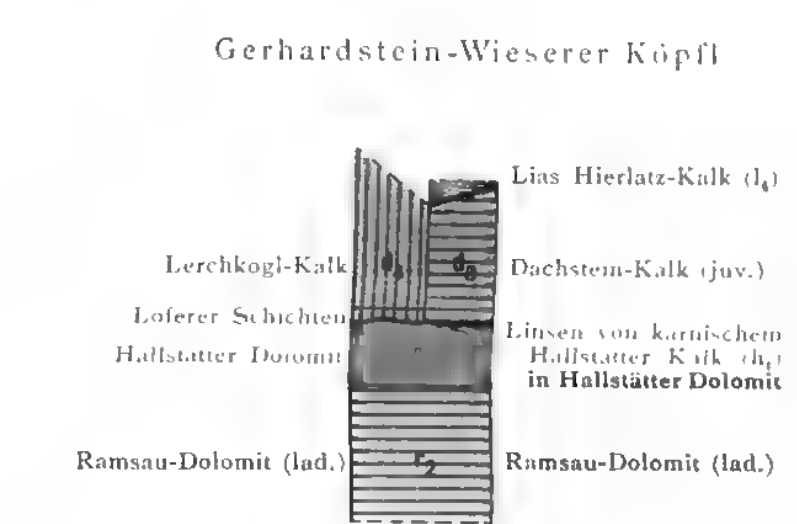 Gerhardstein-Wieserer Köpfl
Lias Hierlatz-Kalk (l₄)
Lerchkogl-Kalk
Dachstein-Kalk (juv.)
Loferer Schichten
Hallstätter Dolomit
Linsen von karnischem
Hallstätter Kalk
in Hallstätter Dolomit
Ramsau-Dolomit (lad.)
r₂
Ramsau-Dolomit (lad.)